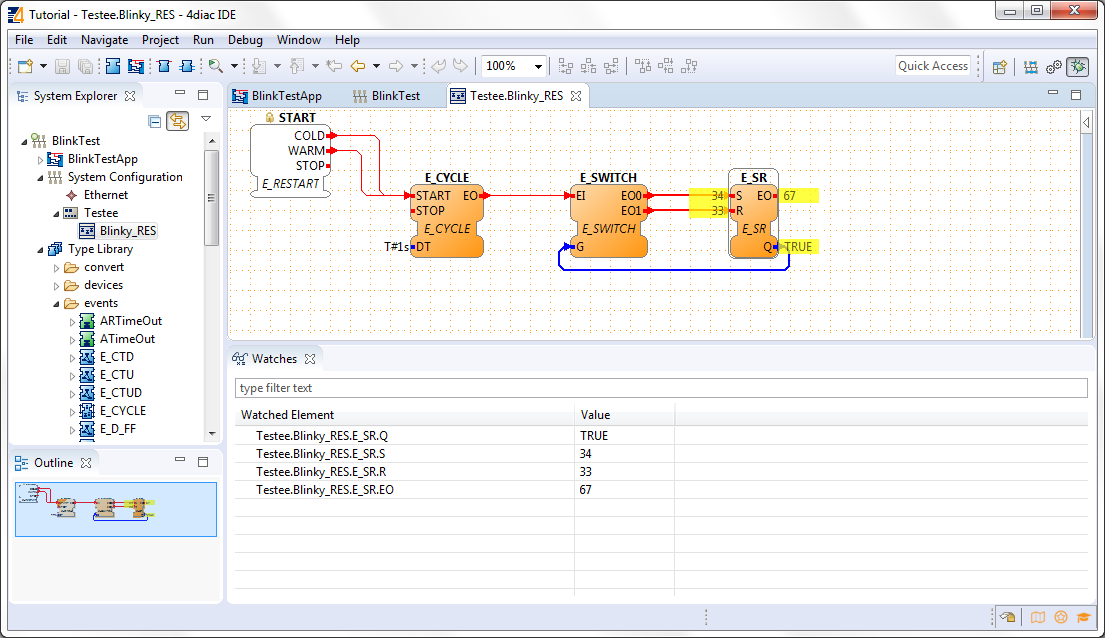 Tutorial - Testee.Blinky_RES - 4diac IDE
File Edit Navigate Project Run Debug Window Help
100%
Quick Access
System Explorer
BlinkTest
BlinkTestApp
System Configuration
Ethernet
Testee
Blinky_RES
Type Library
convert
devices
events
ARTimeOut
ATimeOut
E_CTD
E_CTU
E_CTUD
E_CYCLE
E_D_FF
Outline
BlinkTestApp BlinkTest Testee.Blinky_RES
START
COLD
WARM
STOP
E_RESTART
E_CYCLE
START EO
STOP
E_CYCLE
T#1s DT
E_SWITCH
EI EO0
EO1
E_SWITCH
G
E_SR
34 S EO 67
33 R
E_SR
Q TRUE
Watches
type filter text
Watched Element Value
Testee.Blinky_RES.E_SR.Q TRUE
Testee.Blinky_RES.E_SR.S 34
Testee.Blinky_RES.E_SR.R 33
Testee.Blinky_RES.E_SR.EO 67